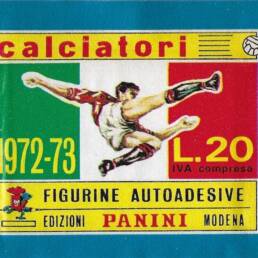 calciatori
1972-73
L.20
IVA compresa
FIGURINE AUTOADESIVE
EDIZIONI PANINI MODENA